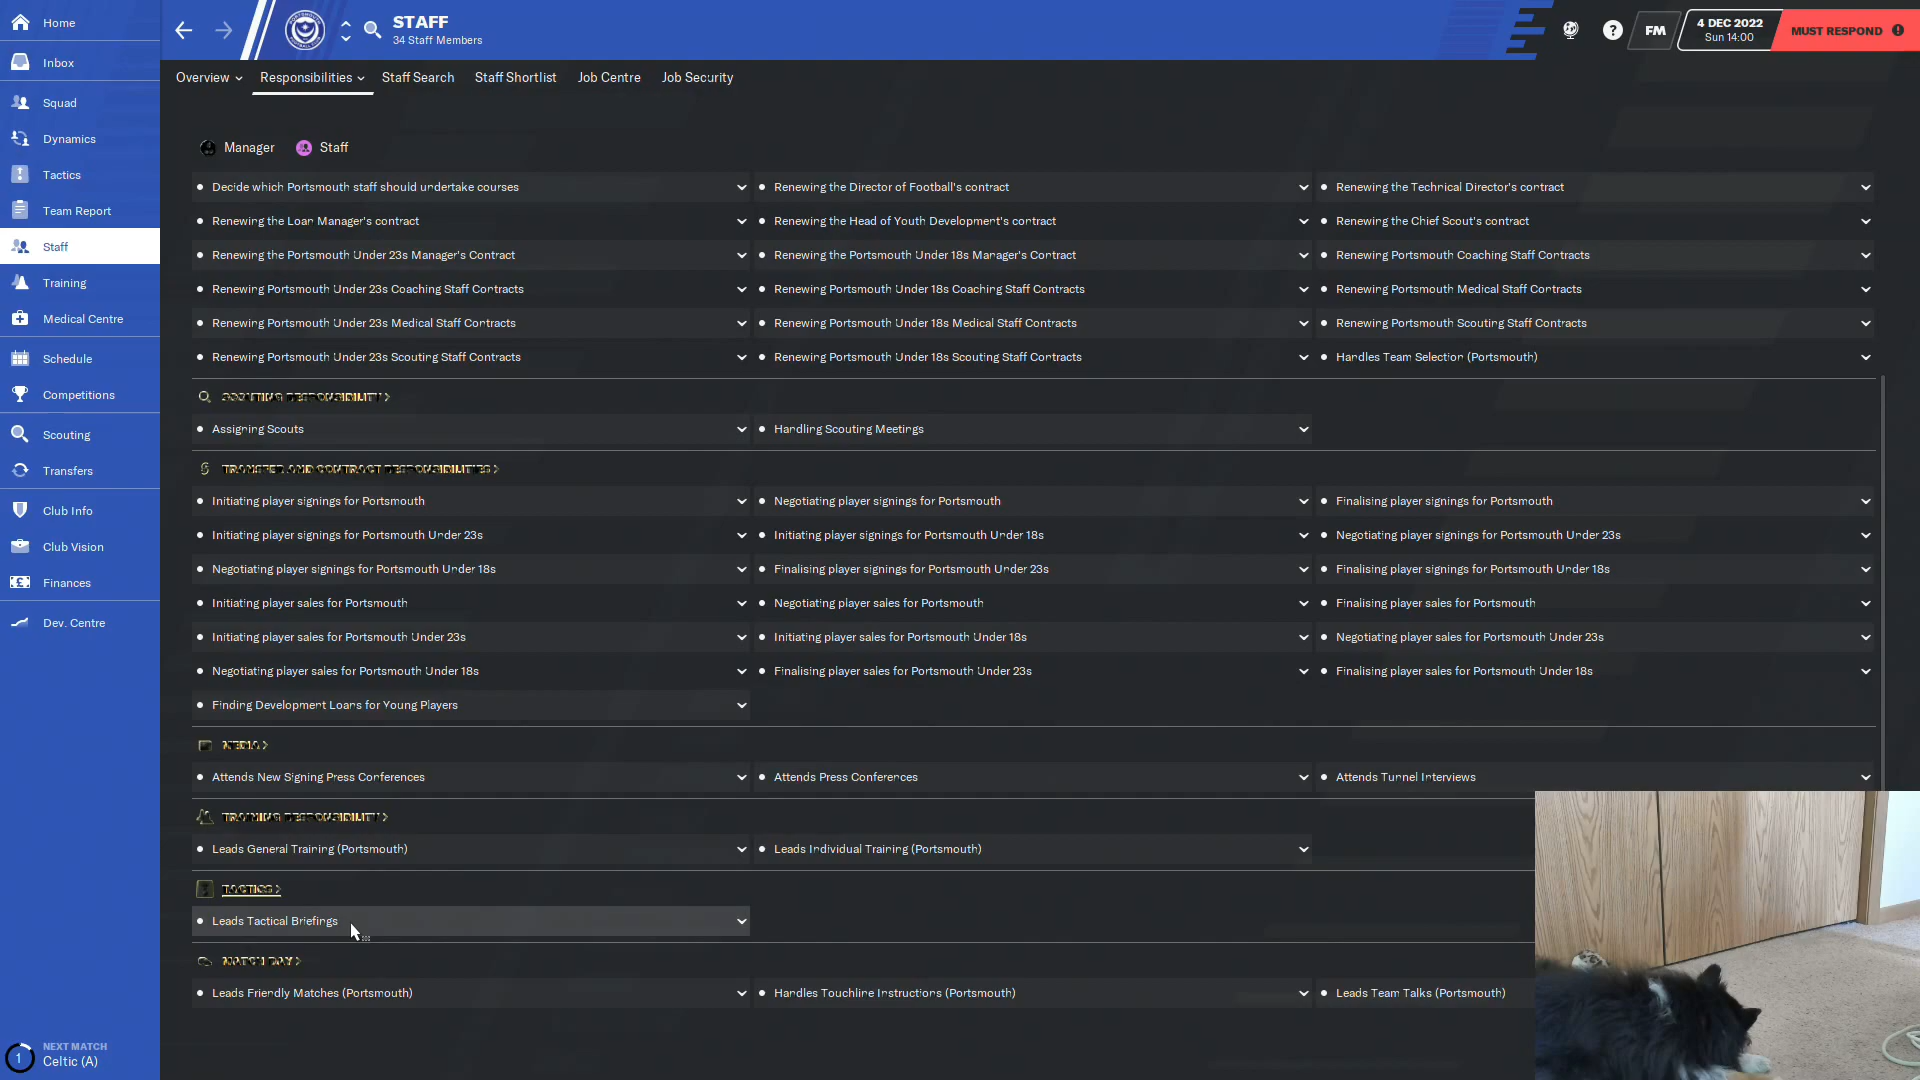 Home
Inbox
Squad
Dynamics
Tactics
Team Report
Staff
Training
Medical Centre
Schedule
Competitions
Scouting
Transfers
Club Info
Club Vision
Finances
Dev. Centre
1
NEXT MATCH
Celtic (A)
STAFF
34 Staff Members
FM
4 DEC 2022
Sun 14:00
MUST RESPOND
Overview Responsibilities Staff Search Staff Shortlist Job Centre Job Security
Manager Staff
Decide which Portsmouth staff should undertake courses Renewing the Director of Football's contract Renewing the Technical Director's contract
Renewing the Loan Manager's contract Renewing the Head of Youth Development's contract Renewing the Chief Scout's contract
Renewing the Portsmouth Under 23s Manager's Contract Renewing the Portsmouth Under 18s Manager's Contract Renewing Portsmouth Coaching Staff Contracts
Renewing Portsmouth Under 23s Coaching Staff Contracts Renewing Portsmouth Under 18s Coaching Staff Contracts Renewing Portsmouth Medical Staff Contracts
Renewing Portsmouth Under 23s Medical Staff Contracts Renewing Portsmouth Under 18s Medical Staff Contracts Renewing Portsmouth Scouting Staff Contracts
Renewing Portsmouth Under 23s Scouting Staff Contracts Renewing Portsmouth Under 18s Scouting Staff Contracts Handles Team Selection (Portsmouth)
SCOUTING RESPONSIBILITY
Assigning Scouts Handling Scouting Meetings
TRANSFER AND CONTRACT RESPONSIBILITIES
Initiating player signings for Portsmouth Negotiating player signings for Portsmouth Finalising player signings for Portsmouth
Initiating player signings for Portsmouth Under 23s Initiating player signings for Portsmouth Under 18s Negotiating player signings for Portsmouth Under 23s
Negotiating player signings for Portsmouth Under 18s Finalising player signings for Portsmouth Under 23s Finalising player signings for Portsmouth Under 18s
Initiating player sales for Portsmouth Negotiating player sales for Portsmouth Finalising player sales for Portsmouth
Initiating player sales for Portsmouth Under 23s Initiating player sales for Portsmouth Under 18s Negotiating player sales for Portsmouth Under 23s
Negotiating player sales for Portsmouth Under 18s Finalising player sales for Portsmouth Under 23s Finalising player sales for Portsmouth Under 18s
Finding Development Loans for Young Players
MEDIA
Attends New Signing Press Conferences Attends Press Conferences Attends Tunnel Interviews
TRAINING RESPONSIBILITY
Leads General Training (Portsmouth) Leads Individual Training (Portsmouth)
TACTICS
Leads Tactical Briefings
MATCH DAY
Leads Friendly Matches (Portsmouth) Handles Touchline Instructions (Portsmouth) Leads Team Talks (Portsmouth)